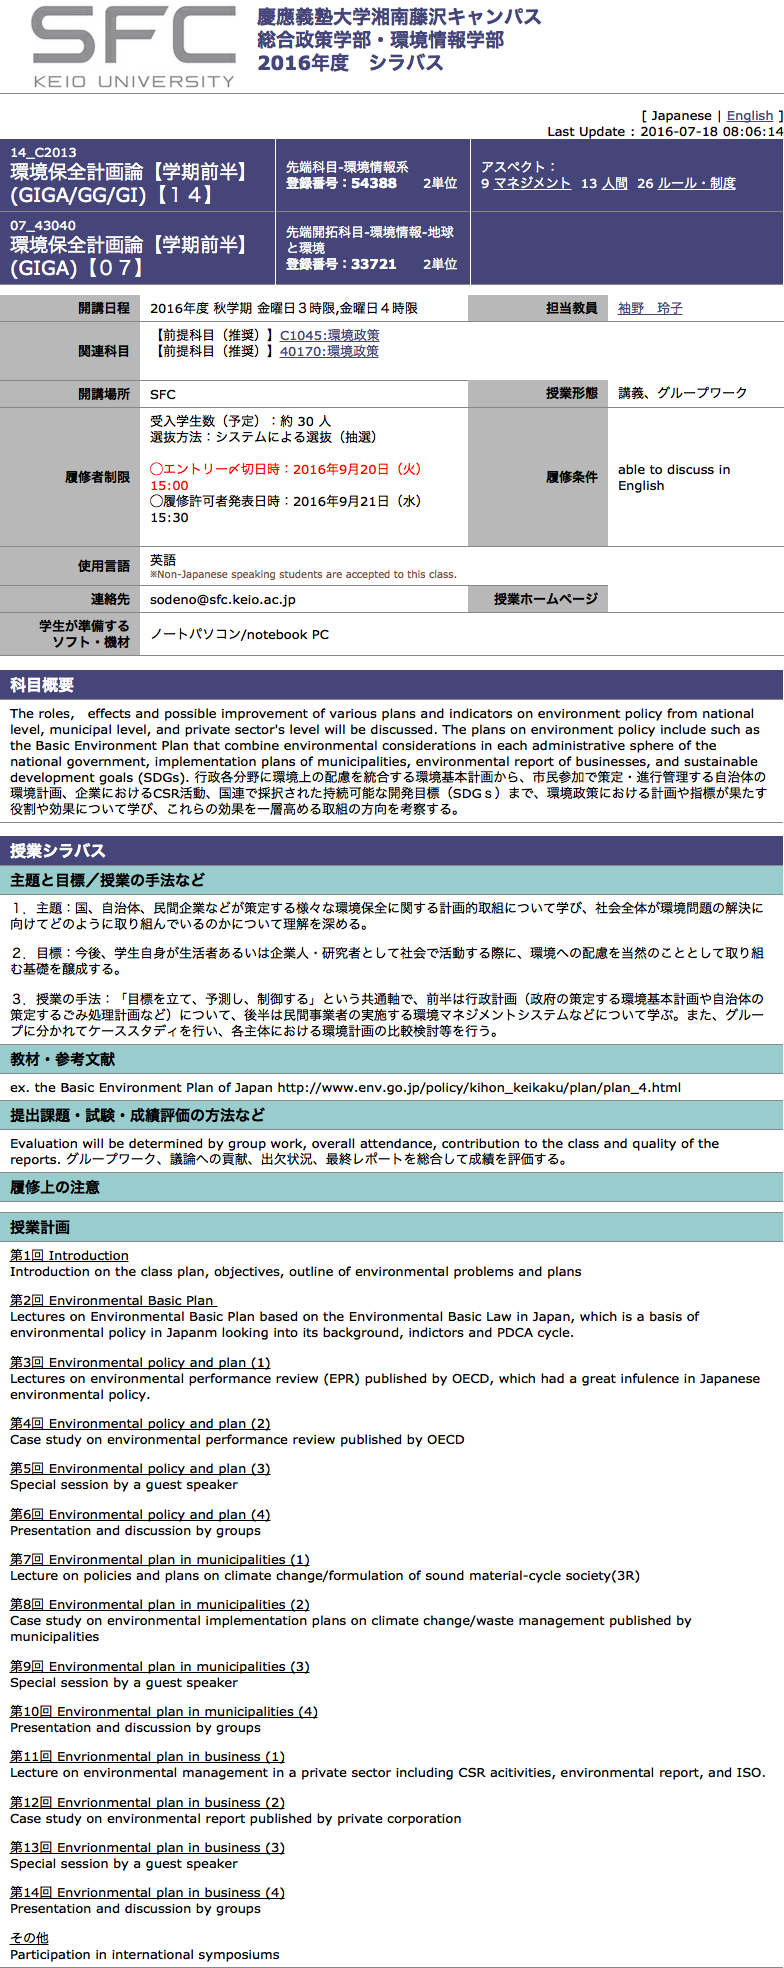 SFC
KEIO UNIVERSITY
慶應義塾大学湘南藤沢キャンパス
総合政策学部・環境情報学部
2016年度　シラバス
[ Japanese | English ]
Last Update : 2016-07-18 08:06:14
14_C2013
環境保全計画論【学期前半】
(GIGA/GG/GI)【１４】
先端科目-環境情報系
登録番号：54388　　2単位
アスペクト：
9 マネジメント 13 人間 26 ルール・制度
07_43040
環境保全計画論【学期前半】
(GIGA)【０７】
先端開拓科目-環境情報-地球
と環境
登録番号：33721　　2単位
開講日程
2016年度 秋学期 金曜日３時限,金曜日４時限
担当教員
袖野　玲子
関連科目
【前提科目（推奨）】C1045:環境政策
【前提科目（推奨）】40170:環境政策
開講場所
SFC
授業形態
講義、グループワーク
履修者制限
受入学生数（予定）：約 30 人
選抜方法：システムによる選抜（抽選）
◯エントリー〆切日時：2016年9月20日（火）
15:00
◯履修許可者発表日時：2016年9月21日（水）
15:30
履修条件
able to discuss in
English
使用言語
英語
※Non-Japanese speaking students are accepted to this class.
連絡先
sodeno@sfc.keio.ac.jp
授業ホームページ
学生が準備する
ソフト・機材
ノートパソコン/notebook PC
科目概要
The roles,　effects and possible improvement of various plans and indicators on environment policy from national
level, municipal level, and private sector's level will be discussed. The plans on environment policy include such as
the Basic Environment Plan that combine environmental considerations in each administrative sphere of the
national government, implementation plans of municipalities, environmental report of businesses, and sustainable
development goals (SDGs). 行政各分野に環境上の配慮を統合する環境基本計画から、市民参加で策定・進行管理する自治体の
環境計画、企業におけるCSR活動、国連で採択された持続可能な開発目標（SDGｓ）まで、環境政策における計画や指標が果たす
役割や効果について学び、これらの効果を一層高める取組の方向を考察する。
授業シラバス
主題と目標／授業の手法など
１．主題：国、自治体、民間企業などが策定する様々な環境保全に関する計画的取組について学び、社会全体が環境問題の解決に
向けてどのように取り組んでいるのかについて理解を深める。
２．目標：今後、学生自身が生活者あるいは企業人・研究者として社会で活動する際に、環境への配慮を当然のこととして取り組
む基礎を醸成する。
３．授業の手法：「目標を立て、予測し、制御する」という共通軸で、前半は行政計画（政府の策定する環境基本計画や自治体の
策定するごみ処理計画など）について、後半は民間事業者の実施する環境マネジメントシステムなどについて学ぶ。また、グルー
プに分かれてケーススタディを行い、各主体における環境計画の比較検討等を行う。
教材・参考文献
ex. the Basic Environment Plan of Japan http://www.env.go.jp/policy/kihon_keikaku/plan/plan_4.html
提出課題・試験・成績評価の方法など
Evaluation will be determined by group work, overall attendance, contribution to the class and quality of the
reports. グループワーク、議論への貢献、出欠状況、最終レポートを総合して成績を評価する。
履修上の注意
授業計画
第1回 Introduction
Introduction on the class plan, objectives, outline of environmental problems and plans
第2回 Environmental Basic Plan
Lectures on Environmental Basic Plan based on the Environmental Basic Law in Japan, which is a basis of
environmental policy in Japanm looking into its background, indictors and PDCA cycle.
第3回 Environmental policy and plan (1)
Lectures on environmental performance review (EPR) published by OECD, which had a great infulence in Japanese
environmental policy.
第4回 Environmental policy and plan (2)
Case study on environmental performance review published by OECD
第5回 Environmental policy and plan (3)
Special session by a guest speaker
第6回 Environmental policy and plan (4)
Presentation and discussion by groups
第7回 Environmental plan in municipalities (1)
Lecture on policies and plans on climate change/formulation of sound material-cycle society(3R)
第8回 Environmental plan in municipalities (2)
Case study on environmental implementation plans on climate change/waste management published by
municipalities
第9回 Environmental plan in municipalities (3)
Special session by a guest speaker
第10回 Environmental plan in municipalities (4)
Presentation and discussion by groups
第11回 Envrionmental plan in business (1)
Lecture on environmental management in a private sector including CSR acitivities, environmental report, and ISO.
第12回 Envrionmental plan in business (2)
Case study on environmental report published by private corporation
第13回 Envrionmental plan in business (3)
Special session by a guest speaker
第14回 Envrionmental plan in business (4)
Presentation and discussion by groups
その他
Participation in international symposiums